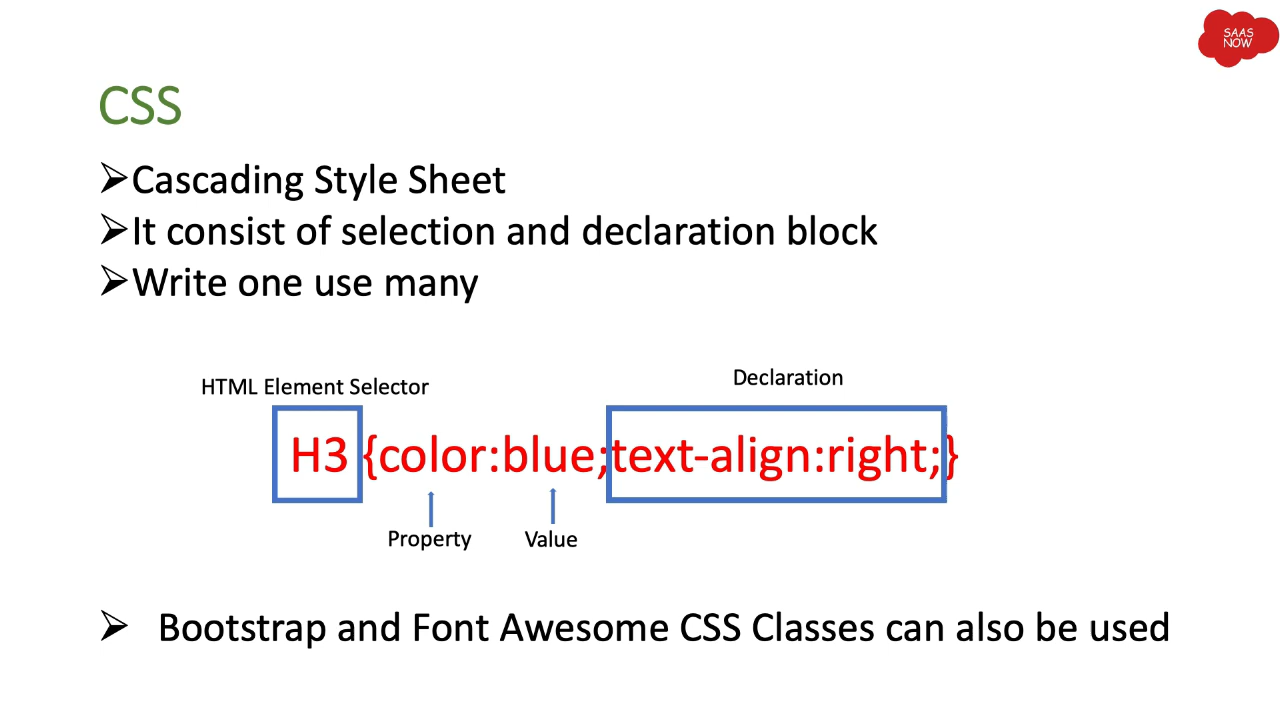 SAAS
NOW
CSS
➢Cascading Style Sheet
➢It consist of selection and declaration block
➢Write one use many
HTML Element Selector
Declaration
H3 {color:blue;text-align:right;}
Property
Value
➢ Bootstrap and Font Awesome CSS Classes can also be used